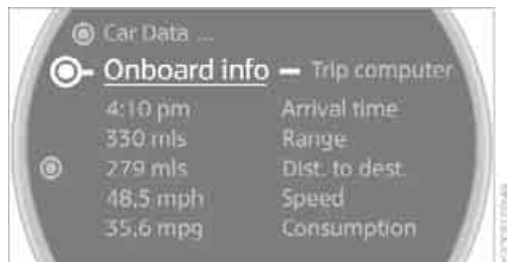 Car Data ...
Onboard info – Trip computer
4:10 pm Arrival time
330 mls Range
279 mls Dist. to dest.
48.5 mph Speed
35.6 mpg Consumption